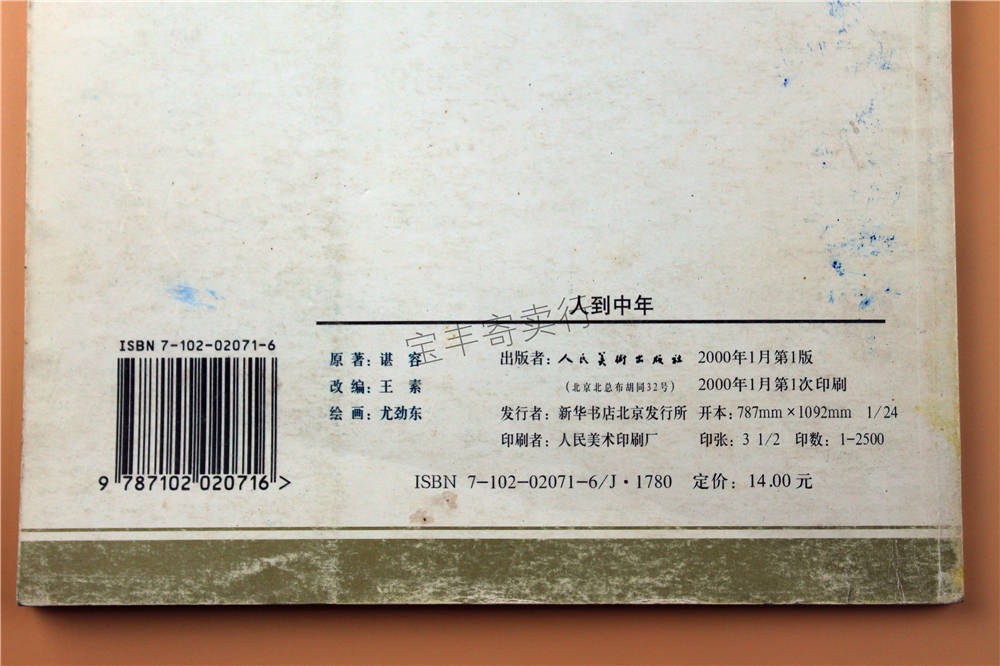 人到中年
宝丰寄卖行
ISBN 7-102-02071-6
9 787102 020716 >
原著：谌 容
改编：王 素
绘画：尤劲东
出版者：人民美術出版社 2000年1月第1版
（北京北总布胡同32号） 2000年1月第1次印刷
发行者：新华书店北京发行所 开本：787mm×1092mm 1/24
印刷者：人民美术印刷厂 印张：3 1/2 印数：1-2500
ISBN 7-102-02071-6/J·1780 定价：14.00 元